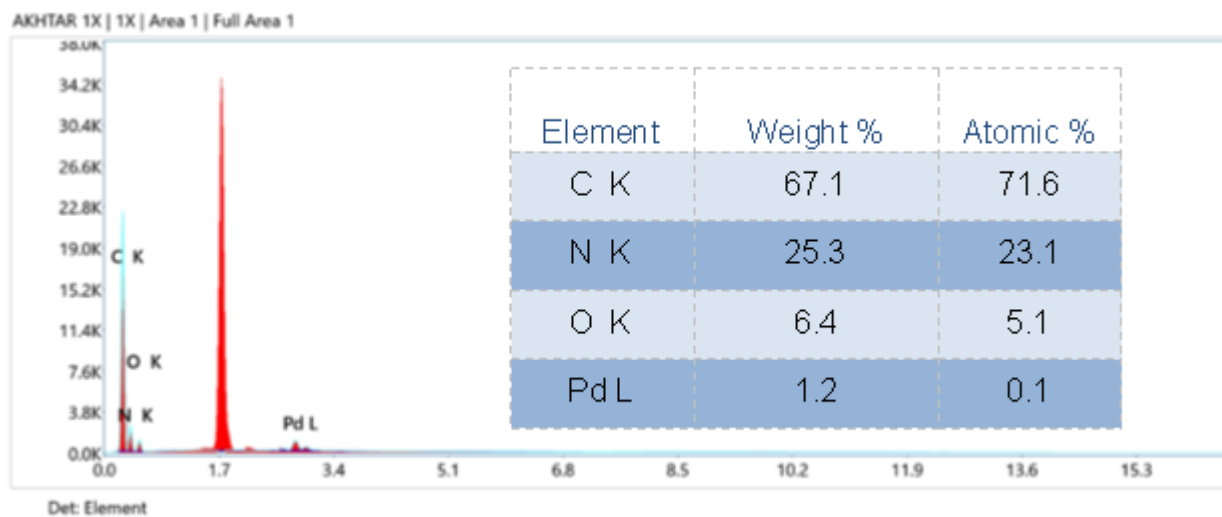 AKHTAR 1X | 1X | Area 1 | Full Area 1
38.0K
34.2K
30.4K
26.6K
22.8K
19.0K
15.2K
11.4K
7.6K
3.8K
0.0K
C K
O K
N K
Pd L
0.0 1.7 3.4 5.1 6.8 8.5 10.2 11.9 13.6 15.3
Element Weight % Atomic %
C K 67.1 71.6
N K 25.3 23.1
O K 6.4 5.1
Pd L 1.2 0.1
Det: Element